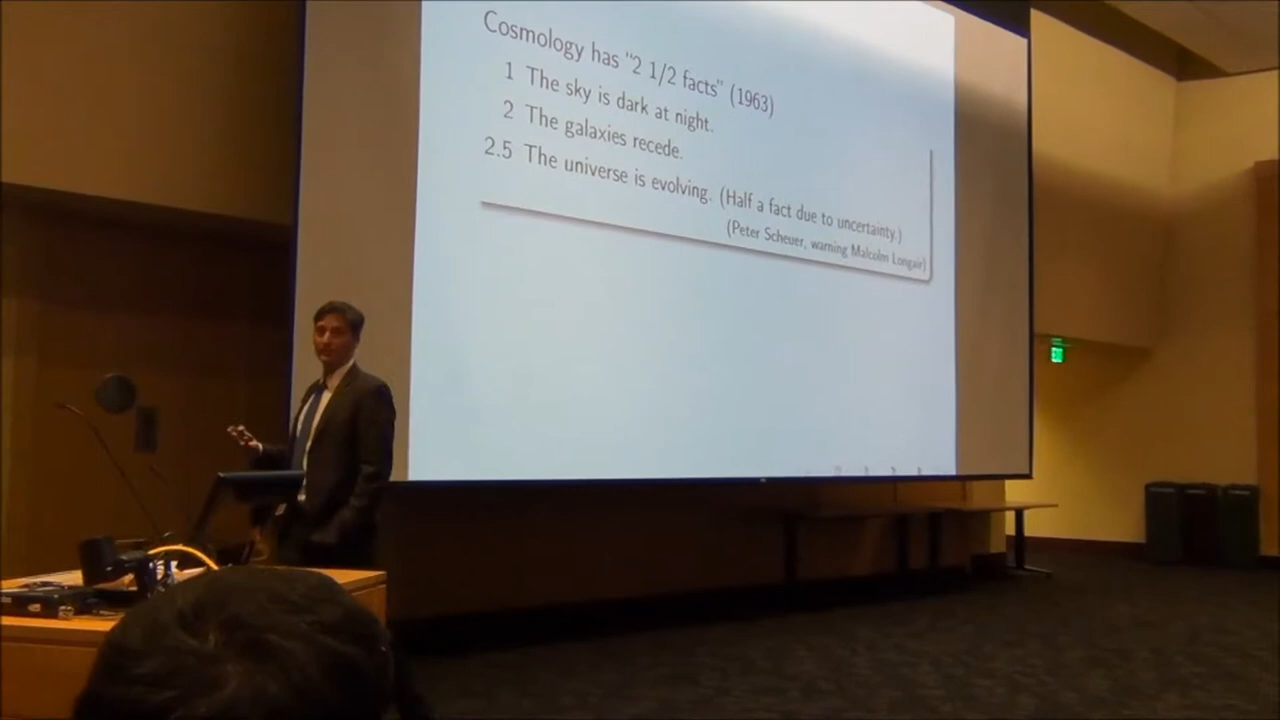 Cosmology has "2 1/2 facts" (1963)
1 The sky is dark at night.
2 The galaxies recede.
2.5 The universe is evolving. (Half a fact due to uncertainty.)
(Peter Scheuer, warning Malcolm Longair)